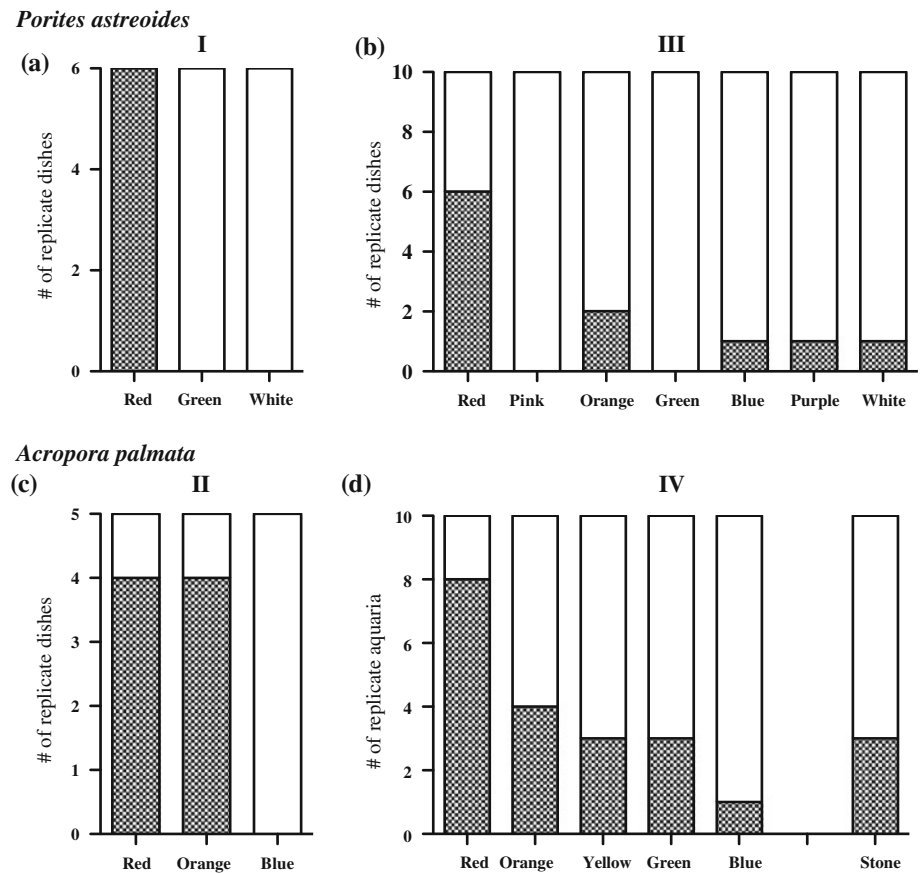 Porites astreoides
(a)
I
6
4
2
0
# of replicate dishes
Red Green White
(b)
III
10
8
6
4
2
0
# of replicate dishes
Red Pink Orange Green Blue Purple White
Acropora palmata
(c)
II
5
4
3
2
1
0
# of replicate dishes
Red Orange Blue
(d)
IV
10
8
6
4
2
0
# of replicate aquaria
Red Orange Yellow Green Blue Stone